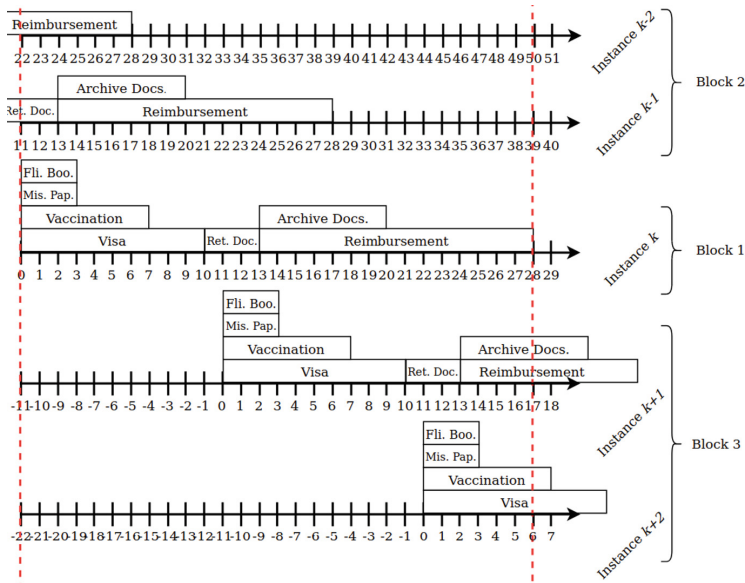 Reimbursement
22 23 24 25 26 27 28 29 30 31 32 33 34 35 36 37 38 39 40 41 42 43 44 45 46 47 48 49 50 51
Instance k-2
Block 2
Archive Docs.
Ret. Doc. Reimbursement
11 12 13 14 15 16 17 18 19 20 21 22 23 24 25 26 27 28 29 30 31 32 33 34 35 36 37 38 39 40
Instance k-1
Fli. Boo.
Mis. Pap.
Vaccination Archive Docs.
Visa Ret. Doc. Reimbursement
0 1 2 3 4 5 6 7 8 9 10 11 12 13 14 15 16 17 18 19 20 21 22 23 24 25 26 27 28 29
Instance k
Block 1
Fli. Boo.
Mis. Pap.
Vaccination Archive Docs.
Visa Ret. Doc. Reimbursement
-11 -10 -9 -8 -7 -6 -5 -4 -3 -2 -1 0 1 2 3 4 5 6 7 8 9 10 11 12 13 14 15 16 17 18
Instance k+1
Block 3
Fli. Boo.
Mis. Pap.
Vaccination
Visa
-22 -21 -20 -19 -18 -17 -16 -15 -14 -13 -12 -11 -10 -9 -8 -7 -6 -5 -4 -3 -2 -1 0 1 2 3 4 5 6 7
Instance k+2